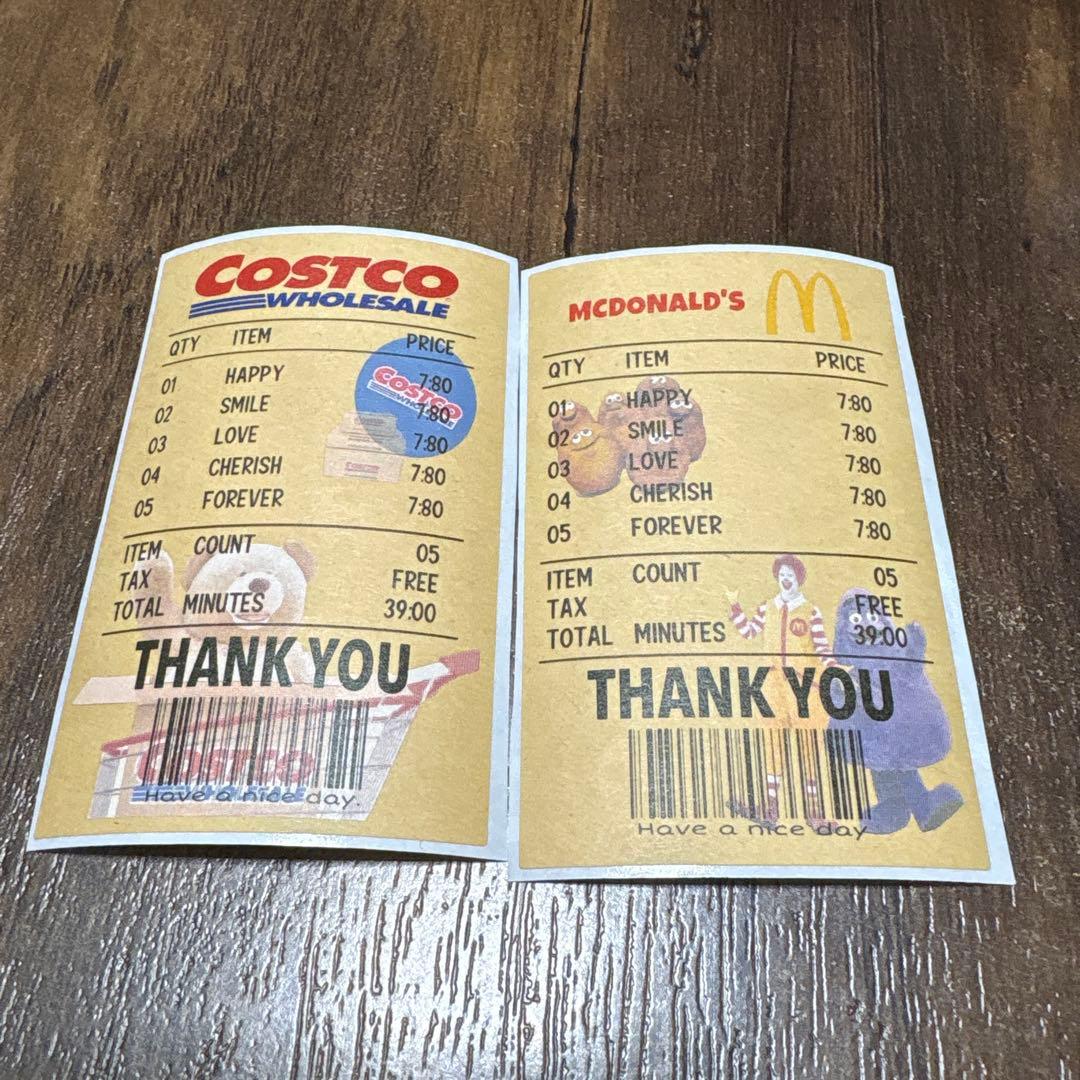 COSTCO
WHOLESALE
QTY ITEM PRICE
01 HAPPY 7:80
02 SMILE 7:80
03 LOVE 7:80
04 CHERISH 7:80
05 FOREVER 7:80
ITEM COUNT 05
TAX FREE
TOTAL MINUTES 39:00
THANK YOU
Have a nice day.
COSTCO
WHOLESALE
COSTCO
MCDONALD'S
QTY ITEM PRICE
01 HAPPY 7:80
02 SMILE 7:80
03 LOVE 7:80
04 CHERISH 7:80
05 FOREVER 7:80
ITEM COUNT 05
TAX FREE
TOTAL MINUTES 39:00
THANK YOU
Have a nice day